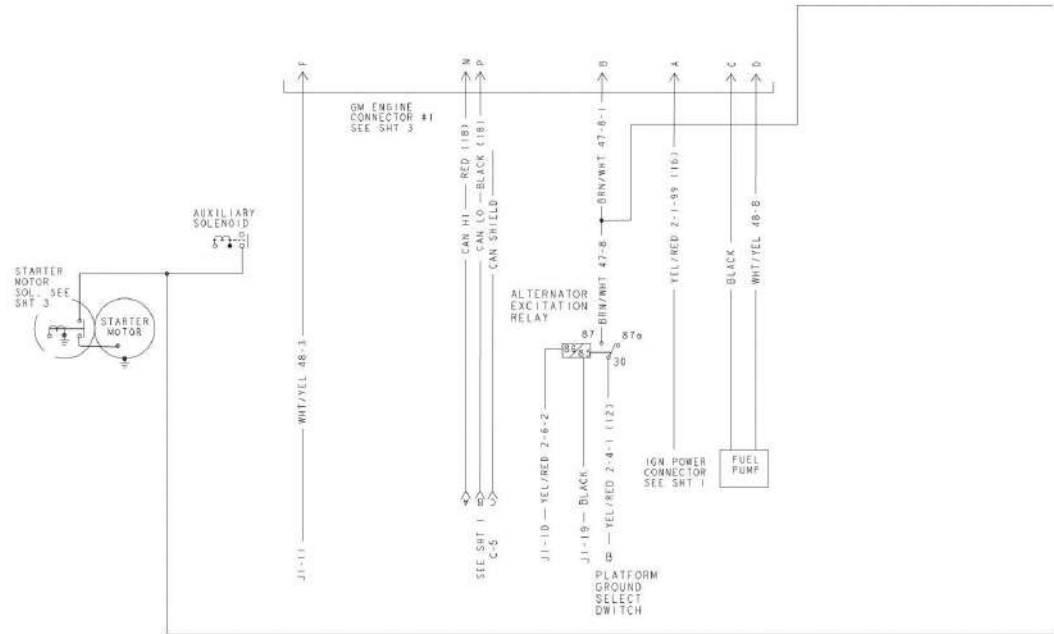 F
N
P
B
A
C
D
GM ENGINE
CONNECTOR #1
SEE SHT 3
CAN HI — RED (18)
CAN LO — BLACK (18)
CAN SHIELD
BRN/WHT 47-8-1
YEL/RED 2-1-99 (16)
BLACK
WHT/YEL 48-8
AUXILIARY
SOLENOID
STARTER
MOTOR
SOL. SEE
SHT 3
STARTER
MOTOR
BRN/WHT 47-8
ALTERNATOR
EXCITATION
RELAY
87
87a
86
85
30
WHT/YEL 48-3
J1-11
A
B
C
SEE SHT 1
C-5
J1-10 — YEL/RED 2-6-2
J1-19 — BLACK
YEL/RED 2-4-1 (12)
B
PLATFORM
GROUND
SELECT
DWITCH
IGN POWER
CONNECTOR
SEE SHT 1
FUEL
PUMP